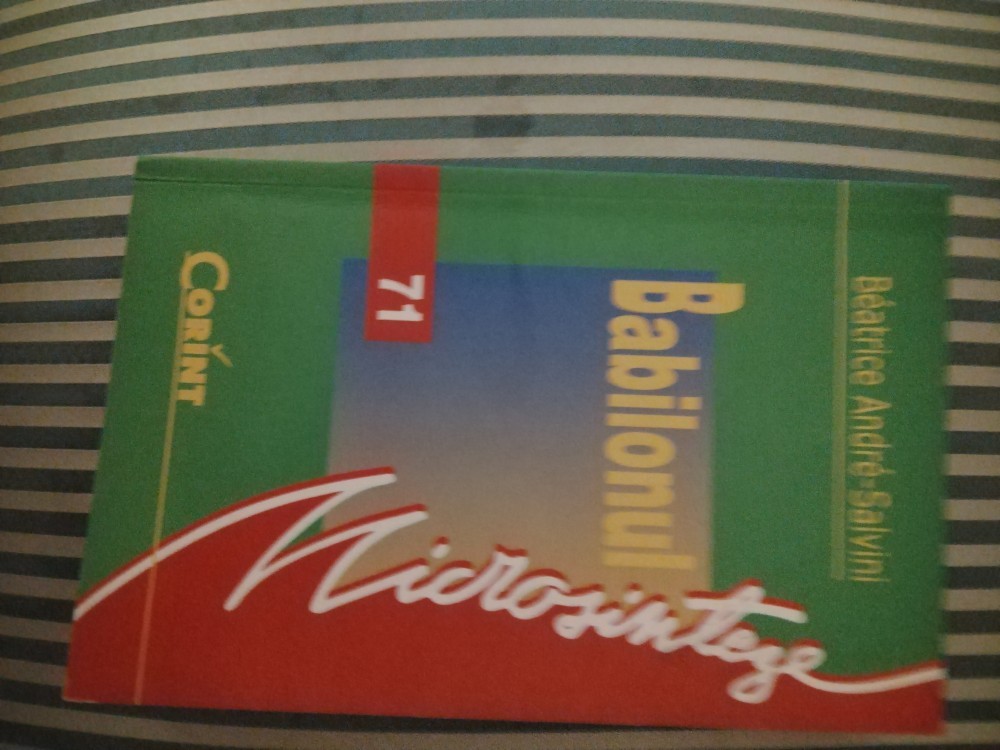 Béatrice André-Salvini
Babilonul
71
Microsinteze
CORINT